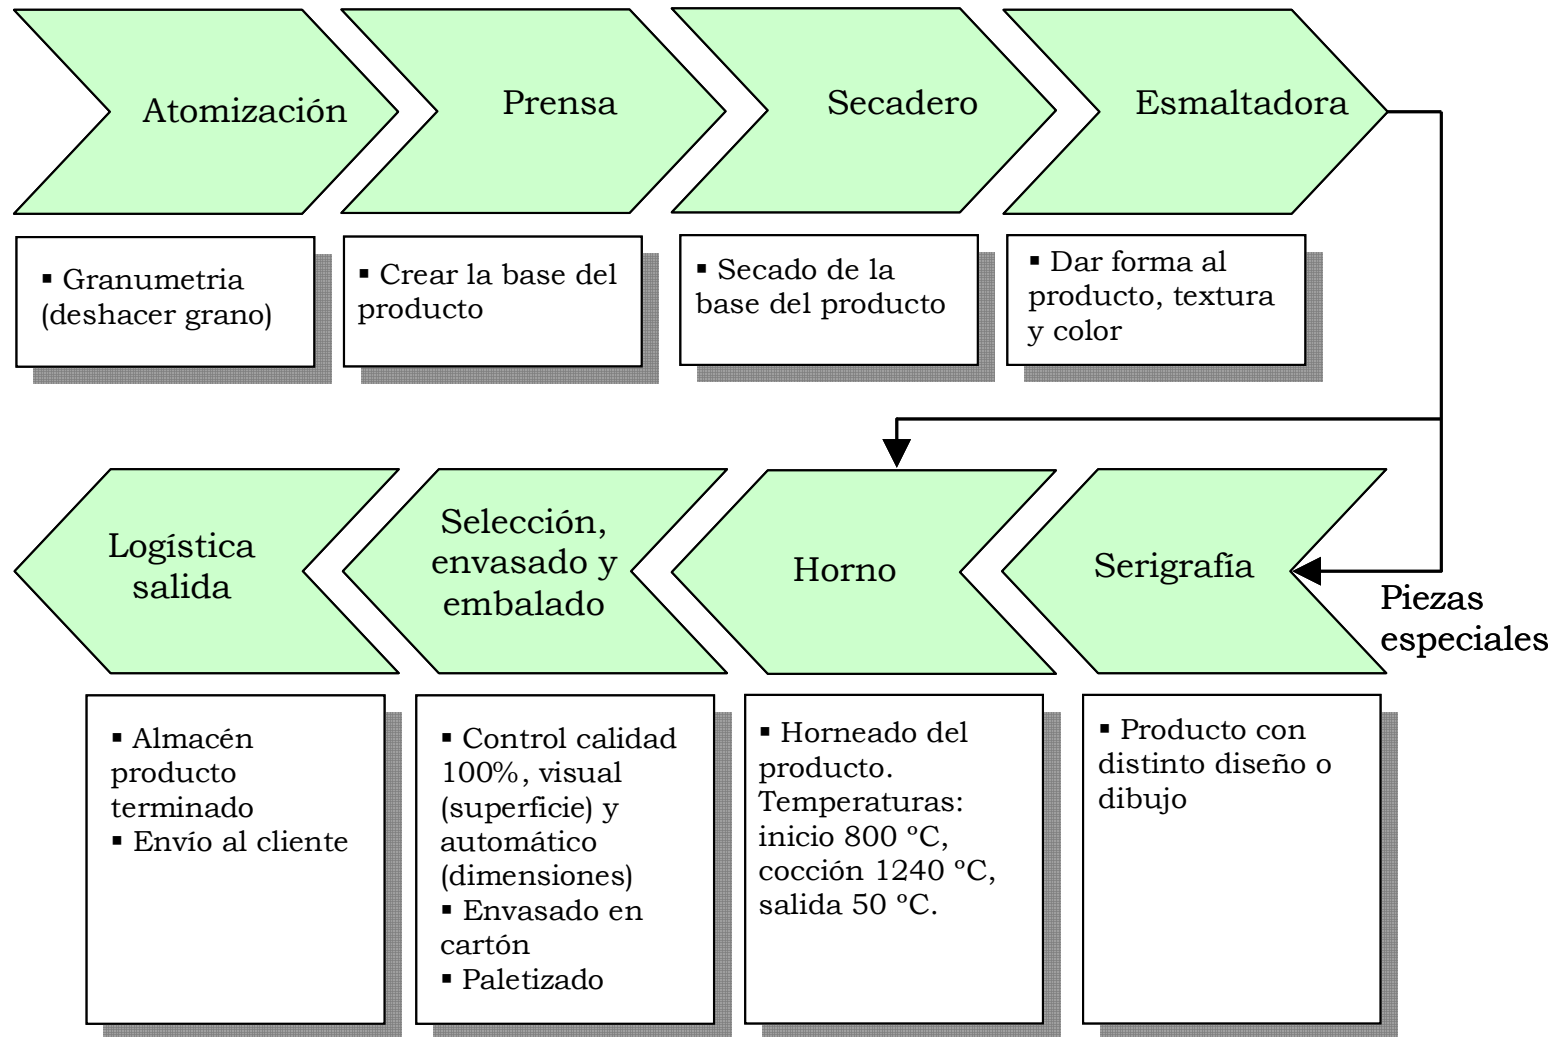 Atomización
Prensa
Secadero
Esmaltadora
▪ Granumetria
(deshacer grano)
▪ Crear la base del
producto
▪ Secado de la
base del producto
▪ Dar forma al
producto, textura
y color
Logística
salida
Selección,
envasado y
embalado
Horno
Serigrafía
Piezas
especiales
▪ Almacén
producto
terminado
▪ Envío al cliente
▪ Control calidad
100%, visual
(superficie) y
automático
(dimensiones)
▪ Envasado en
cartón
▪ Paletizado
▪ Horneado del
producto.
Temperaturas:
inicio 800 ºC,
cocción 1240 ºC,
salida 50 ºC.
▪ Producto con
distinto diseño o
dibujo